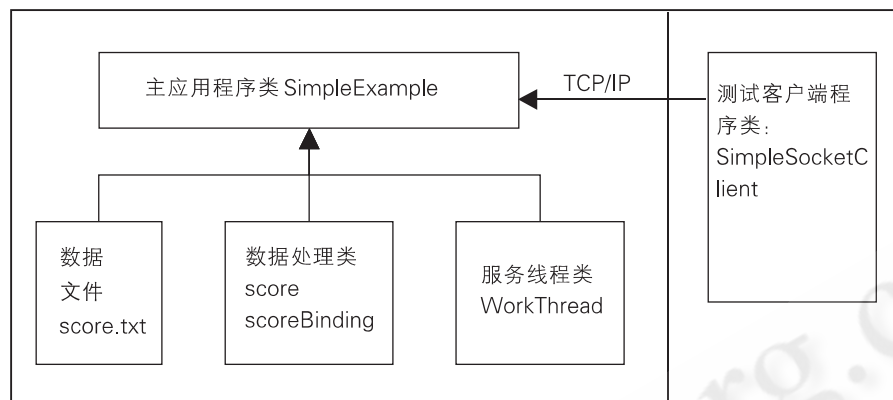 主应用程序类 SimpleExample
TCP/IP
测试客户端程
序类:
SimpleSocketC
lient
数据
文件
score.txt
数据处理类
score
scoreBinding
服务线程类
WorkThread
rg.c